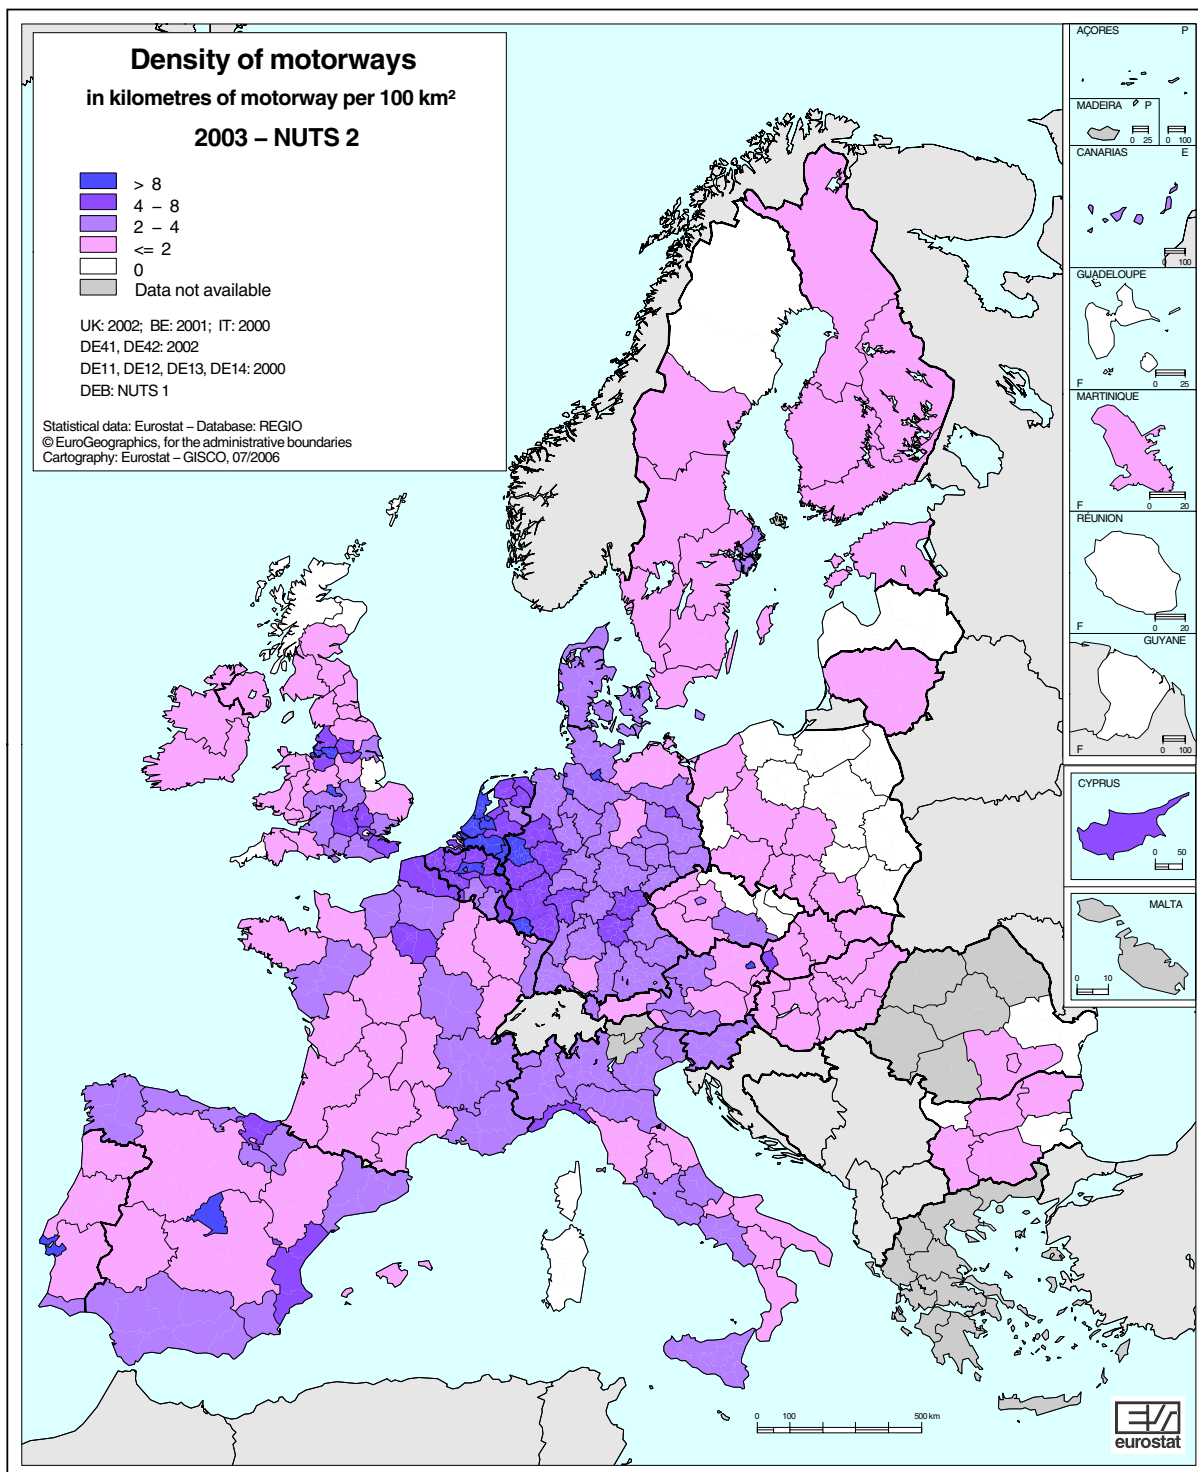 Density of motorways
in kilometres of motorway per 100 km²
2003 – NUTS 2
> 8
4 – 8
2 – 4
<= 2
0
Data not available
UK: 2002; BE: 2001; IT: 2000
DE41, DE42: 2002
DE11, DE12, DE13, DE14: 2000
DEB: NUTS 1
Statistical data: Eurostat – Database: REGIO
© EuroGeographics, for the administrative boundaries
Cartography: Eurostat – GISCO, 07/2006
AÇORES P
MADEIRA P
0 25 0 100
CANARIAS E
0 100
GUADELOUPE
F 0 25
MARTINIQUE
F 0 20
RÉUNION
F 0 20
GUYANE
F 0 100
CYPRUS
0 50
MALTA
0 10
0 100 500 km
eurostat